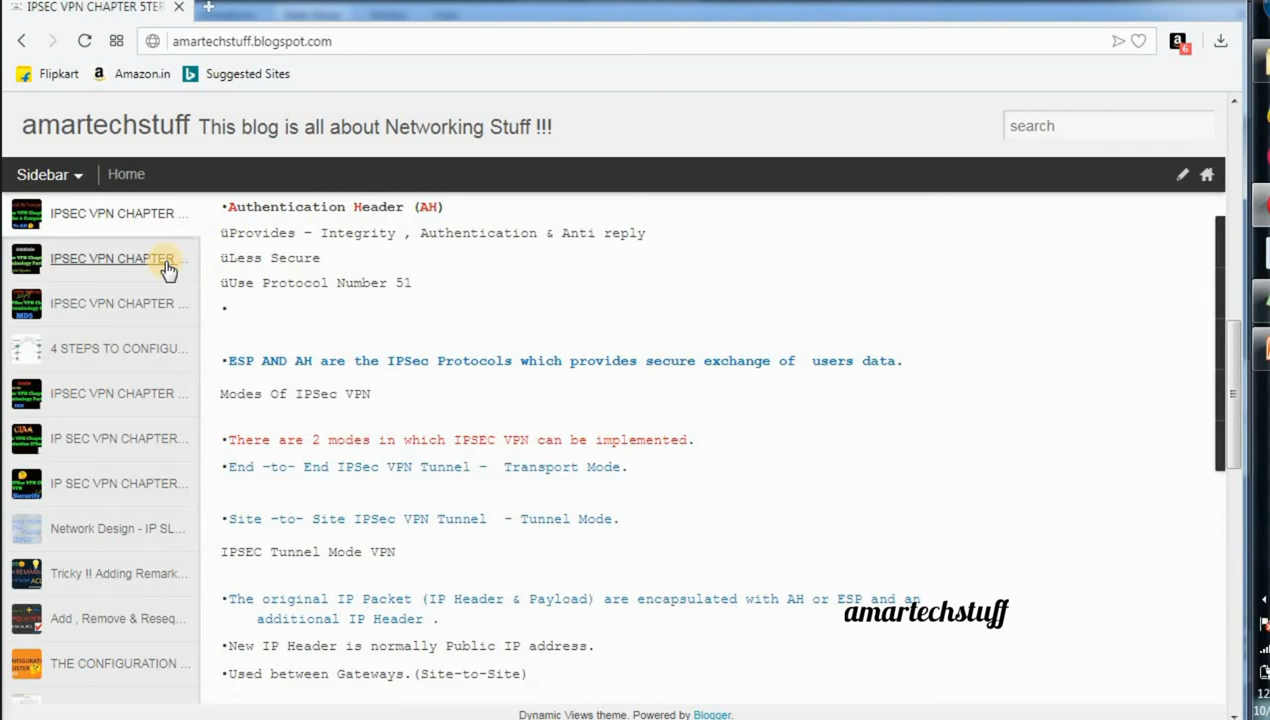 IPSEC VPN CHAPTER 5TER
amartechstuff.blogspot.com
6
Flipkart
Amazon.in
Suggested Sites
amartechstuff This blog is all about Networking Stuff !!!
search
Sidebar
Home
IPSEC VPN CHAPTER ...
IPSEC VPN CHAPTER ...
IPSEC VPN CHAPTER ...
4 STEPS TO CONFIGU...
IPSEC VPN CHAPTER ...
IP SEC VPN CHAPTER...
IP SEC VPN CHAPTER...
Network Design - IP SL...
Tricky !! Adding Remark...
Add , Remove & Reseq...
THE CONFIGURATION ...
•Authentication Header (AH)
üProvides – Integrity , Authentication & Anti reply
üLess Secure
üUse Protocol Number 51
•
•ESP AND AH are the IPSec Protocols which provides secure exchange of users data.
Modes Of IPSec VPN
•There are 2 modes in which IPSEC VPN can be implemented.
•End -to- End IPSec VPN Tunnel - Transport Mode.
•Site -to- Site IPSec VPN Tunnel - Tunnel Mode.
IPSEC Tunnel Mode VPN
•The original IP Packet (IP Header & Payload) are encapsulated with AH or ESP and an
additional IP Header .
•New IP Header is normally Public IP address.
•Used between Gateways.(Site-to-Site)
amartechstuff
Dynamic Views theme. Powered by Blogger.